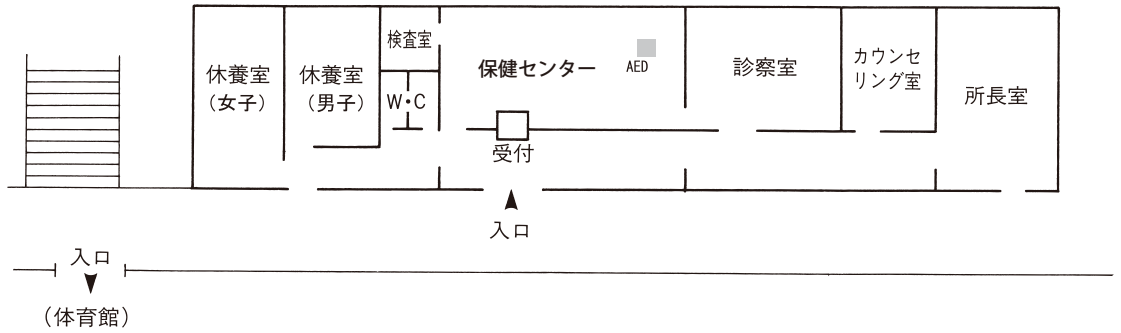 休養室
（女子）
休養室
（男子）
検査室
W・C
保健センター
AED
受付
診察室
カウンセ
リング室
所長室
入口
入口
（体育館）